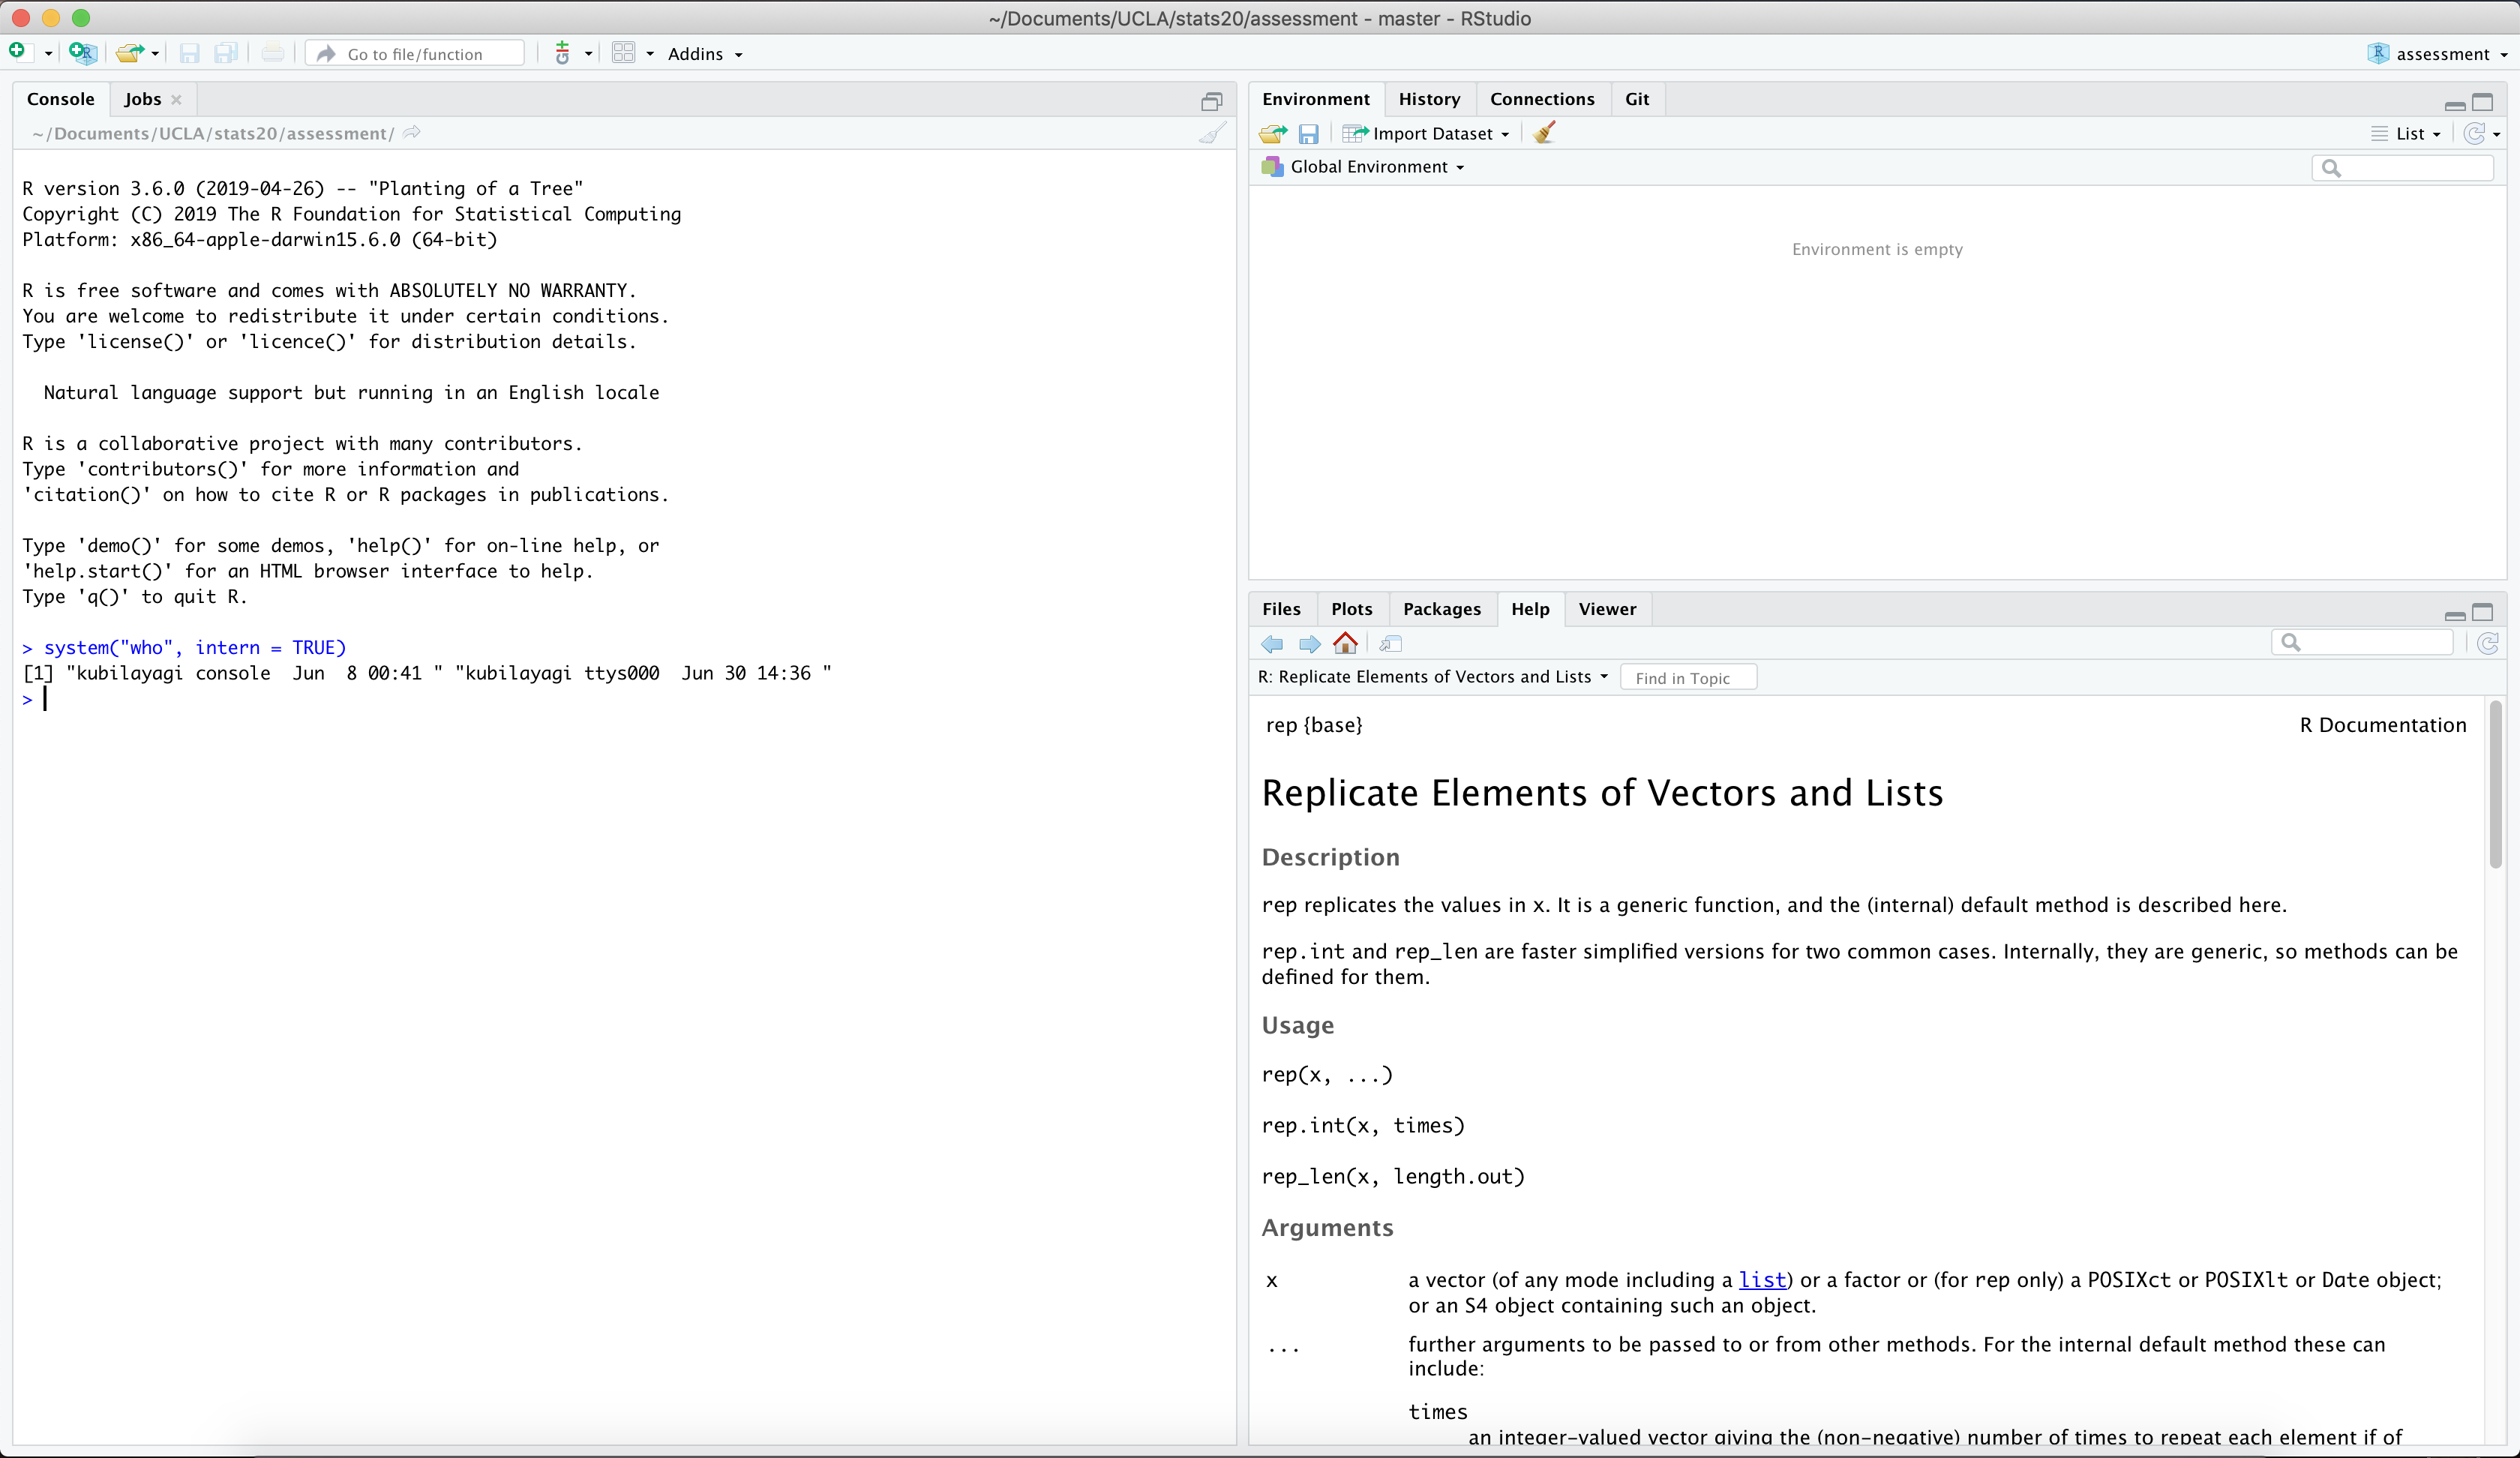 ~/Documents/UCLA/stats20/assessment - master - RStudio
Go to file/function
Addins
assessment
Console Jobs
~/Documents/UCLA/stats20/assessment/
R version 3.6.0 (2019-04-26) -- "Planting of a Tree"
Copyright (C) 2019 The R Foundation for Statistical Computing
Platform: x86_64-apple-darwin15.6.0 (64-bit)
R is free software and comes with ABSOLUTELY NO WARRANTY.
You are welcome to redistribute it under certain conditions.
Type 'license()' or 'licence()' for distribution details.
Natural language support but running in an English locale
R is a collaborative project with many contributors.
Type 'contributors()' for more information and
'citation()' on how to cite R or R packages in publications.
Type 'demo()' for some demos, 'help()' for on-line help, or
'help.start()' for an HTML browser interface to help.
Type 'q()' to quit R.
> system("who", intern = TRUE)
[1] "kubilayagi console  Jun  8 00:41 " "kubilayagi ttys000  Jun 30 14:36 "
>
Environment History Connections Git
Import Dataset
List
Global Environment
Environment is empty
Files Plots Packages Help Viewer
R: Replicate Elements of Vectors and Lists
Find in Topic
rep {base}
R Documentation
Replicate Elements of Vectors and Lists
Description
rep replicates the values in x. It is a generic function, and the (internal) default method is described here.
rep.int and rep_len are faster simplified versions for two common cases. Internally, they are generic, so methods can be
defined for them.
Usage
rep(x, ...)
rep.int(x, times)
rep_len(x, length.out)
Arguments
x a vector (of any mode including a list) or a factor or (for rep only) a POSIXct or POSIXlt or Date object;
or an S4 object containing such an object.
... further arguments to be passed to or from other methods. For the internal default method these can
include:
times
an integer-valued vector giving the (non-negative) number of times to repeat each element if of